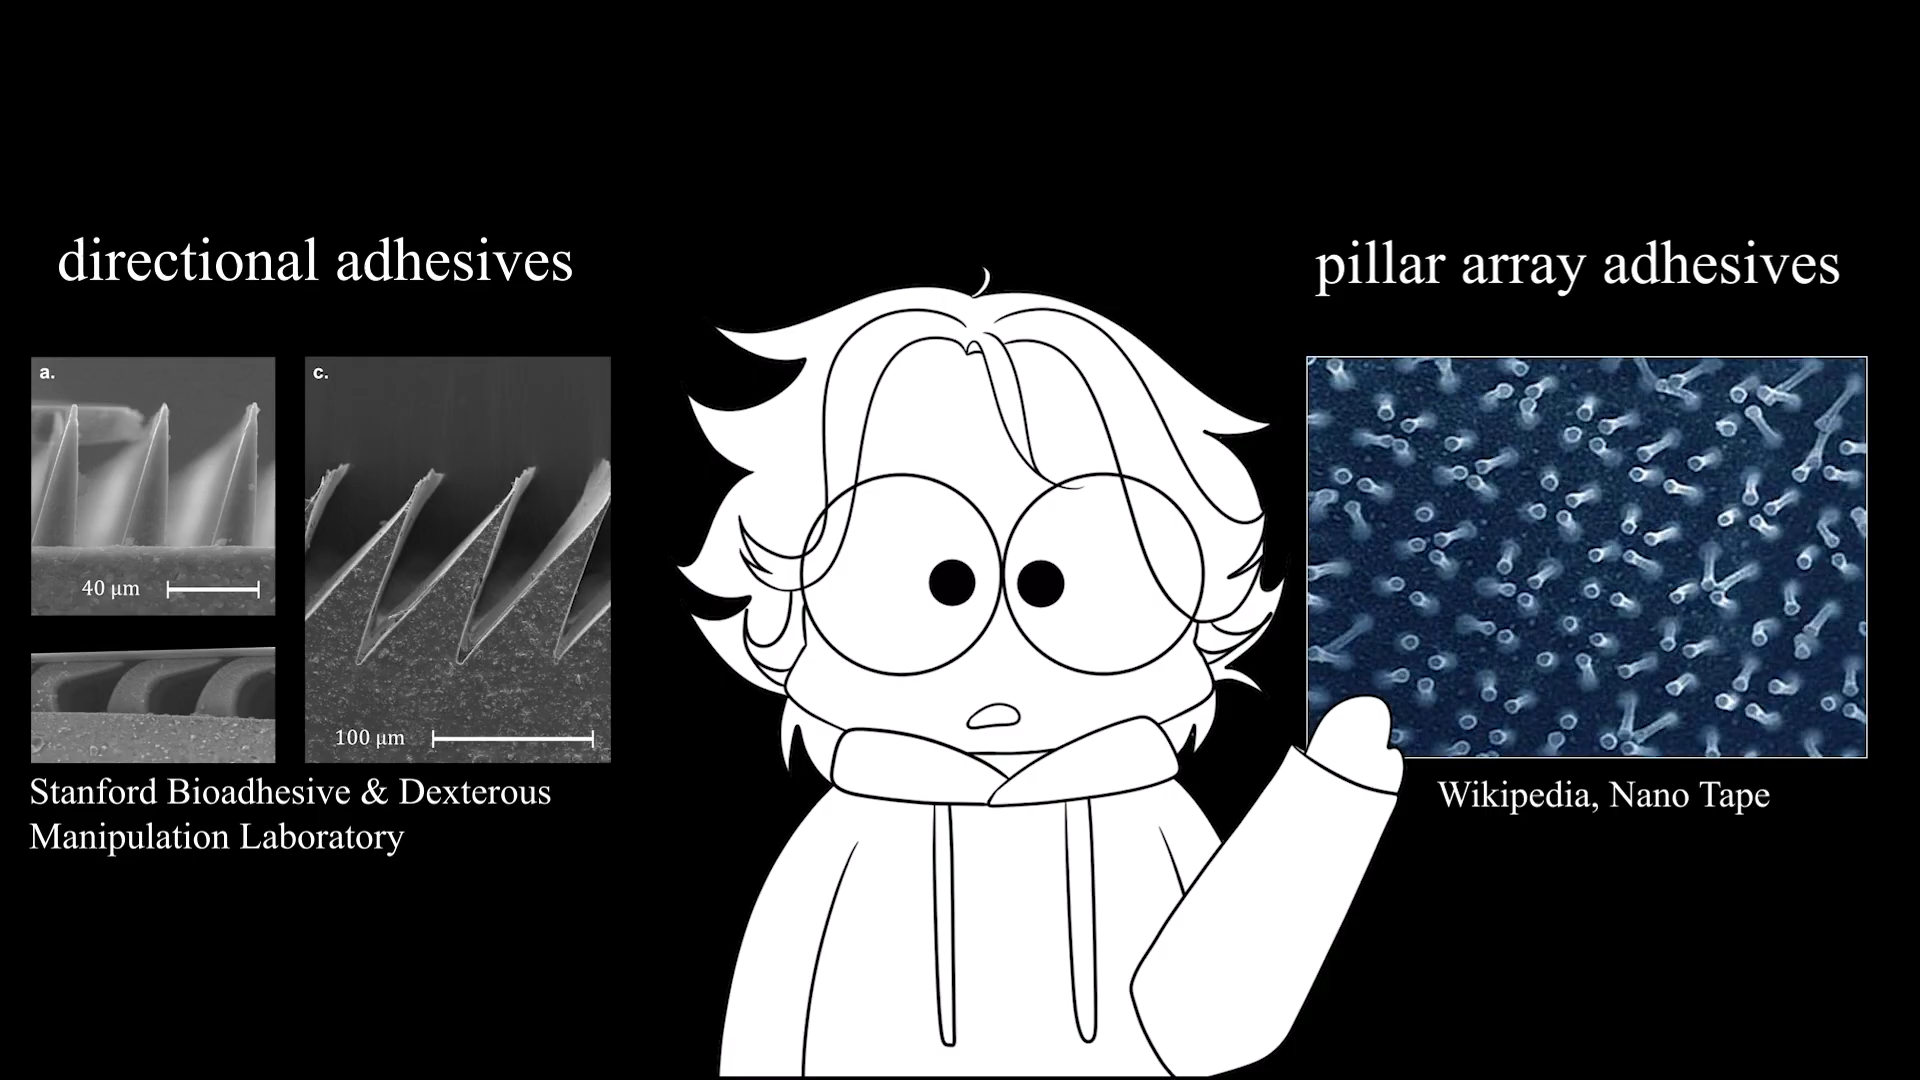 directional adhesives
a.
40 μm
c.
100 μm
Stanford Bioadhesive & Dexterous
Manipulation Laboratory
pillar array adhesives
Wikipedia, Nano Tape